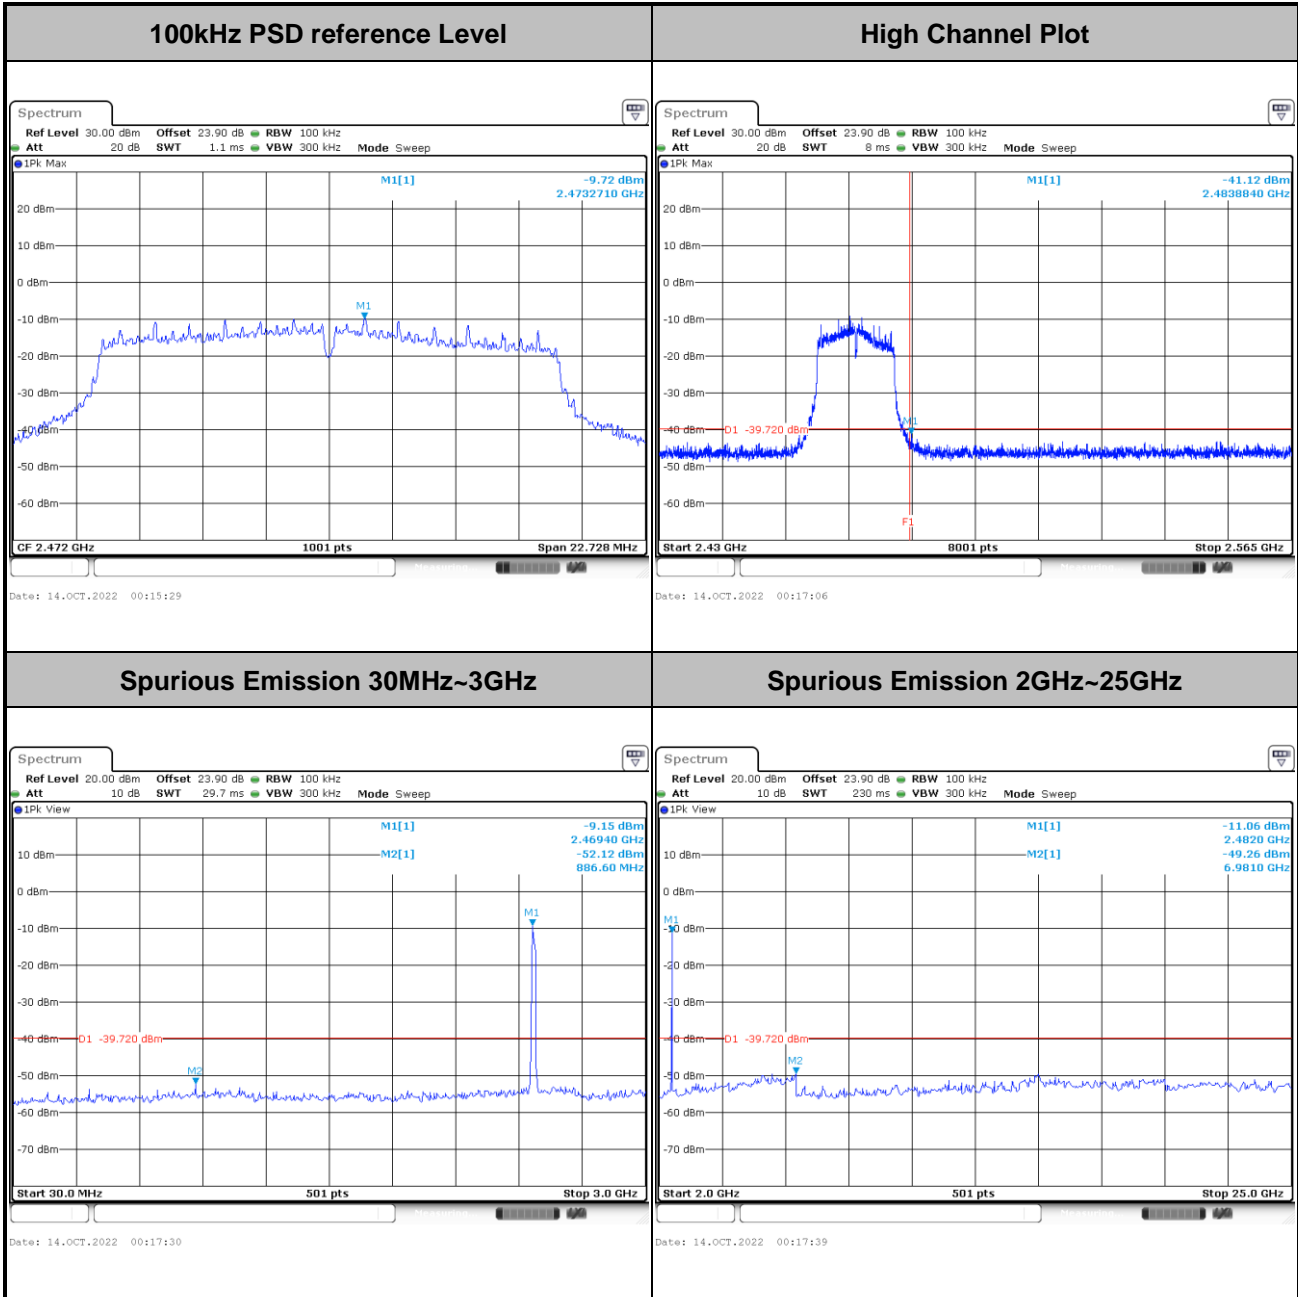 100kHz PSD reference Level
High Channel Plot
Spectrum
Ref Level 30.00 dBm Offset 23.90 dB RBW 100 kHz
Att 20 dB SWT 1.1 ms VBW 300 kHz Mode Sweep
1Pk Max
M1[1] -9.72 dBm
2.4732710 GHz
20 dBm
10 dBm
0 dBm
M1
-10 dBm
-20 dBm
-30 dBm
-40 dBm
-50 dBm
-60 dBm
CF 2.472 GHz 1001 pts Span 22.728 MHz
Measuring...
Date: 14.OCT.2022 00:15:29
Spectrum
Ref Level 30.00 dBm Offset 23.90 dB RBW 100 kHz
Att 20 dB SWT 8 ms VBW 300 kHz Mode Sweep
1Pk Max
M1[1] -41.12 dBm
2.4838840 GHz
20 dBm
10 dBm
0 dBm
-10 dBm
-20 dBm
-30 dBm
M1
-40 dBm D1 -39.720 dBm
-50 dBm
-60 dBm
F1
Start 2.43 GHz 8001 pts Stop 2.565 GHz
Measuring...
Date: 14.OCT.2022 00:17:06
Spurious Emission 30MHz~3GHz
Spurious Emission 2GHz~25GHz
Spectrum
Ref Level 20.00 dBm Offset 23.90 dB RBW 100 kHz
Att 10 dB SWT 29.7 ms VBW 300 kHz Mode Sweep
1Pk View
M1[1] -9.15 dBm
2.46940 GHz
10 dBm M2[1] -52.12 dBm
886.60 MHz
0 dBm
M1
-10 dBm
-20 dBm
-30 dBm
-40 dBm D1 -39.720 dBm
M2
-50 dBm
-60 dBm
-70 dBm
Start 30.0 MHz 501 pts Stop 3.0 GHz
Measuring...
Date: 14.OCT.2022 00:17:30
Spectrum
Ref Level 20.00 dBm Offset 23.90 dB RBW 100 kHz
Att 10 dB SWT 230 ms VBW 300 kHz Mode Sweep
1Pk View
M1[1] -11.06 dBm
2.4820 GHz
10 dBm M2[1] -49.26 dBm
6.9810 GHz
0 dBm
M1
-10 dBm
-20 dBm
-30 dBm
-40 dBm D1 -39.720 dBm
M2
-50 dBm
-60 dBm
-70 dBm
Start 2.0 GHz 501 pts Stop 25.0 GHz
Measuring...
Date: 14.OCT.2022 00:17:39